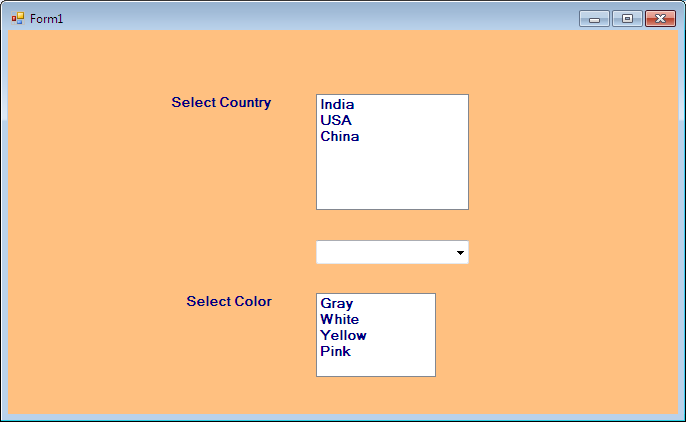 Form1
Select Country
India
USA
China
Select Color
Gray
White
Yellow
Pink